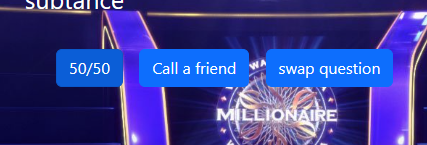 subtance
50/50
Call a friend
swap question
MILLIONAIRE